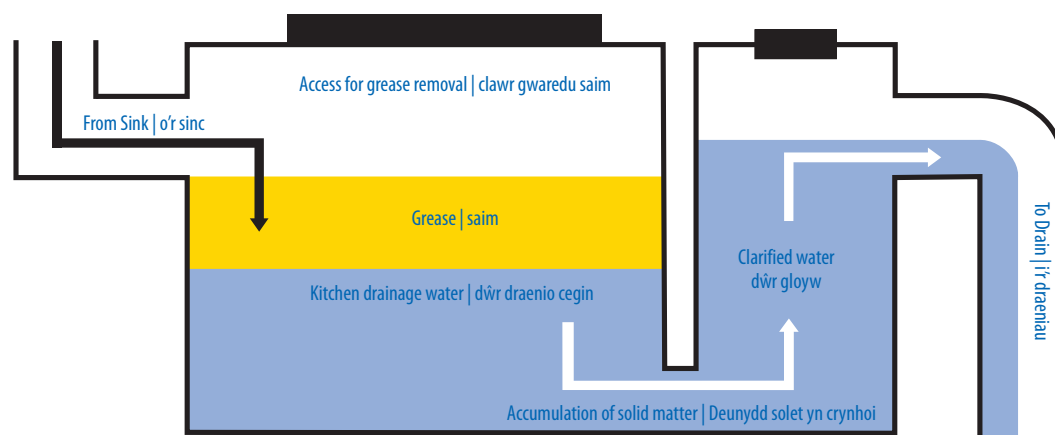 Access for grease removal | clawr gwaredu saim
From Sink | o'r sinc
Grease | saim
Kitchen drainage water | dŵr draenio cegin
Clarified water
dŵr gloyw
To Drain | i'r draeniau
Accumulation of solid matter | Deunydd solet yn crynhoi